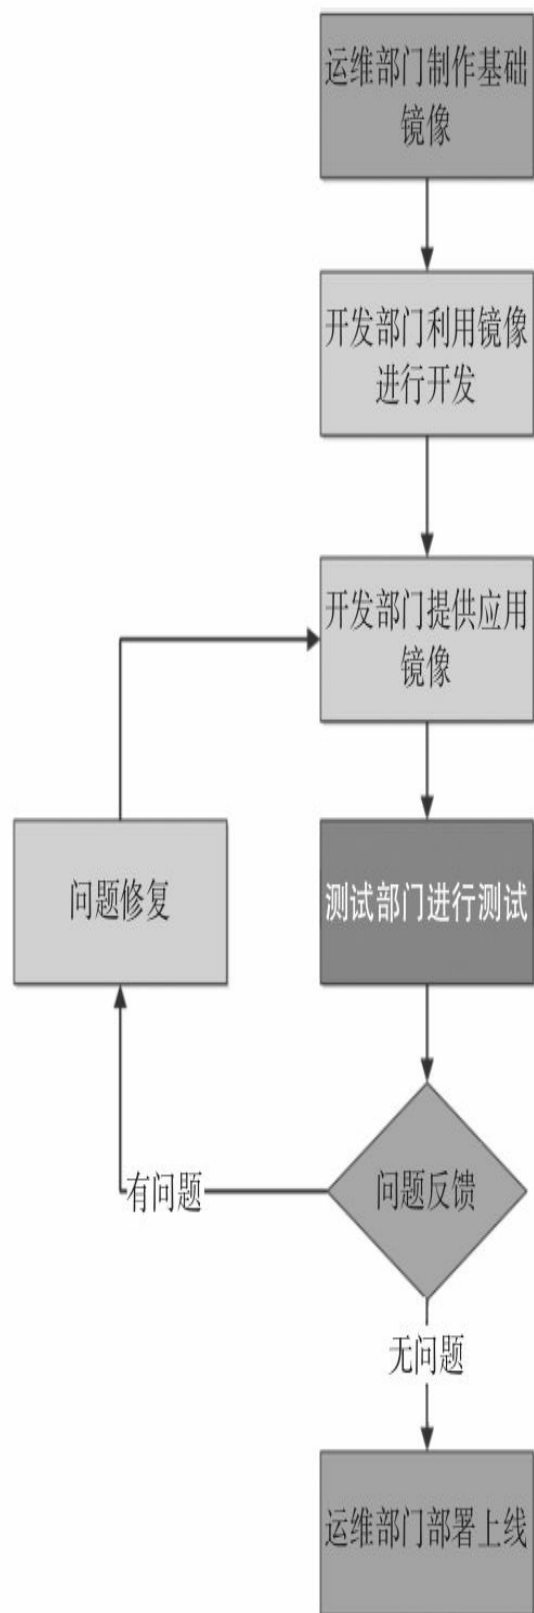 运维部门制作基础
镜像
开发部门利用镜像
进行开发
开发部门提供应用
镜像
问题修复
测试部门进行测试
有问题
问题反馈
无问题
运维部门部署上线